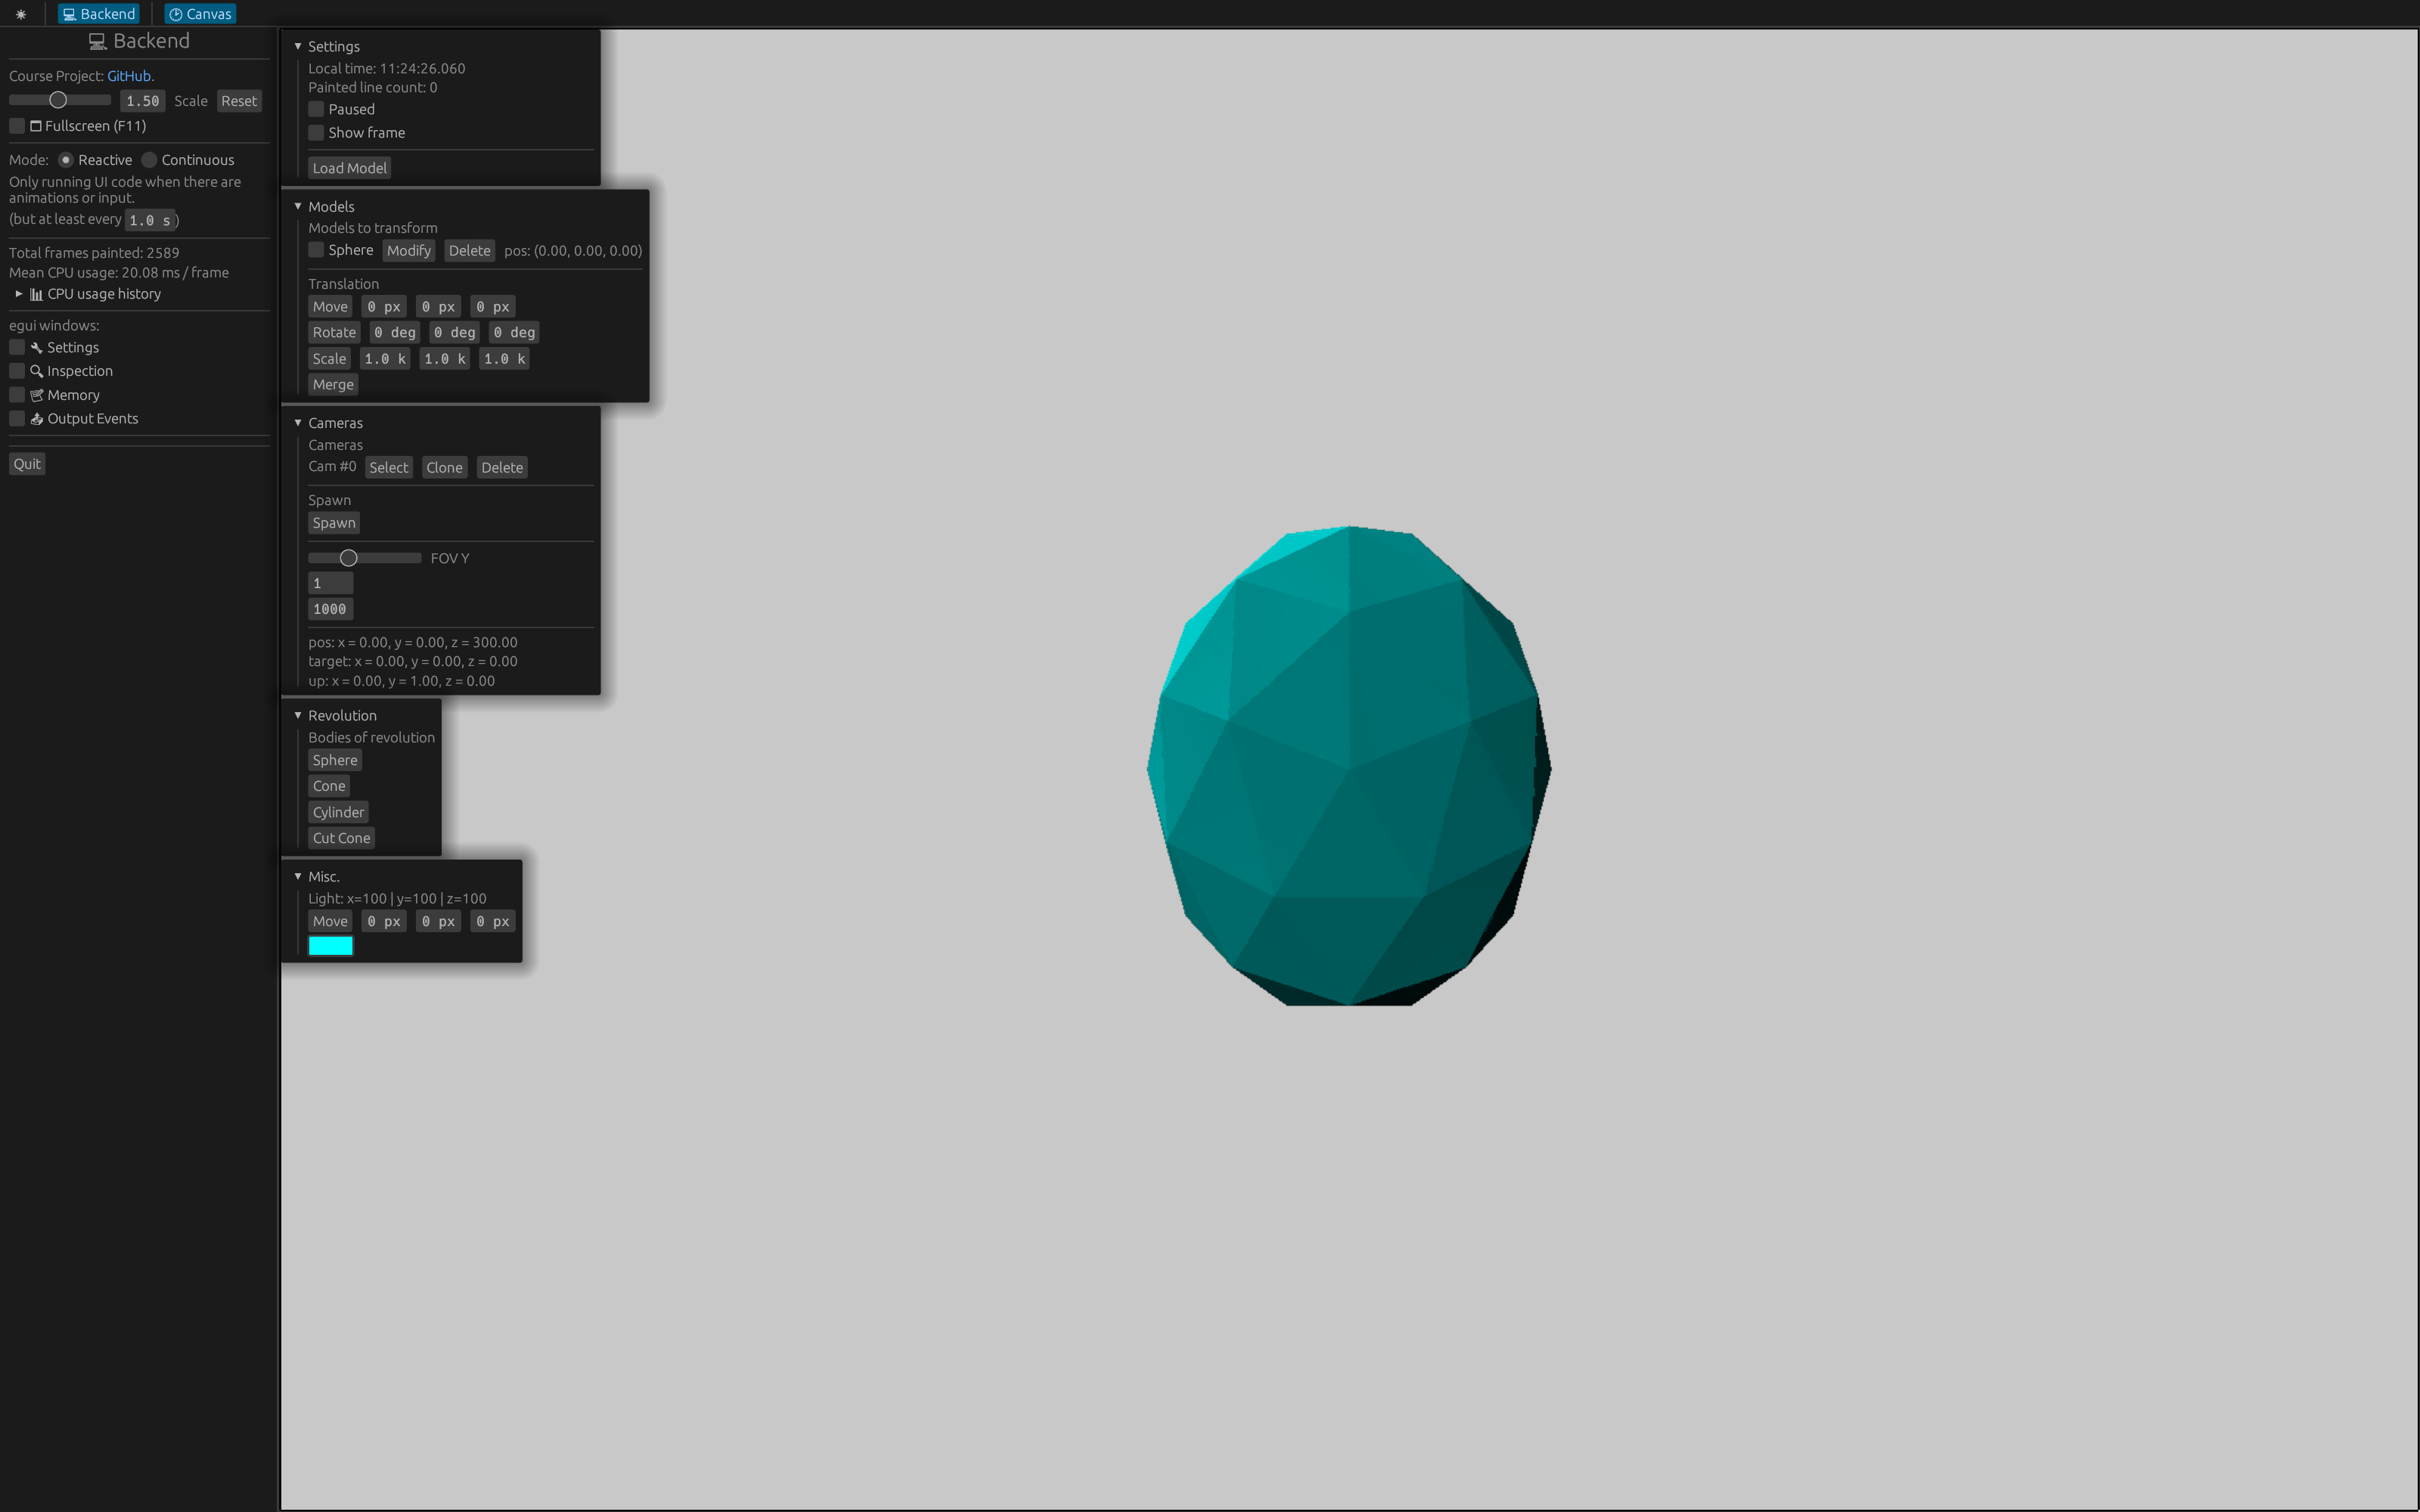 Backend
Canvas
Backend
Course Project: GitHub.
1.50 Scale Reset
Fullscreen (F11)
Mode: Reactive Continuous
Only running UI code when there are
animations or input.
(but at least every 1.0 s)
Total frames painted: 2589
Mean CPU usage: 20.08 ms / frame
CPU usage history
egui windows:
Settings
Inspection
Memory
Output Events
Quit
Settings
Local time: 11:24:26.060
Painted line count: 0
Paused
Show frame
Load Model
Models
Models to transform
Sphere Modify Delete pos: (0.00, 0.00, 0.00)
Translation
Move 0 px 0 px 0 px
Rotate 0 deg 0 deg 0 deg
Scale 1.0 k 1.0 k 1.0 k
Merge
Cameras
Cameras
Cam #0 Select Clone Delete
Spawn
Spawn
FOV Y
1
1000
pos: x = 0.00, y = 0.00, z = 300.00
target: x = 0.00, y = 0.00, z = 0.00
up: x = 0.00, y = 1.00, z = 0.00
Revolution
Bodies of revolution
Sphere
Cone
Cylinder
Cut Cone
Misc.
Light: x=100 | y=100 | z=100
Move 0 px 0 px 0 px